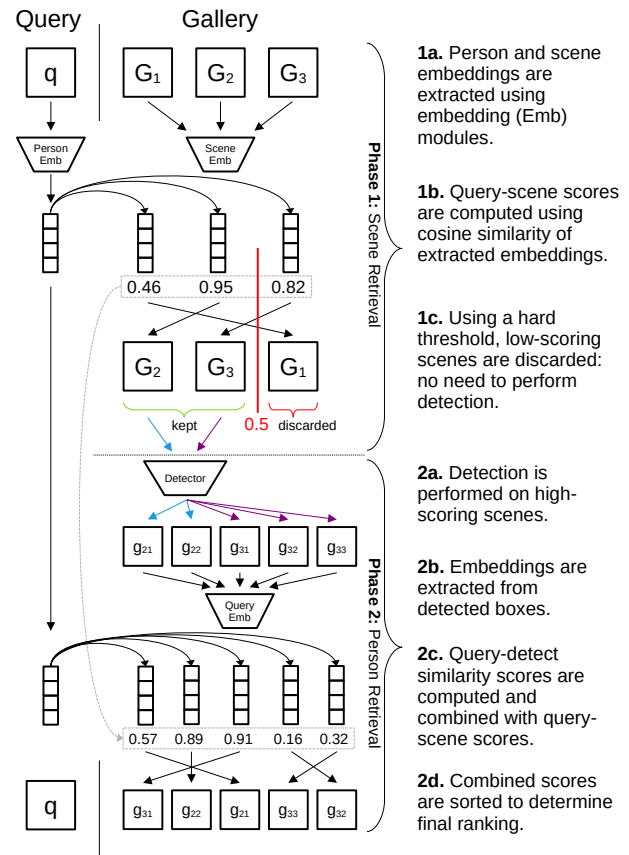 Query
Gallery
q
G1
G2
G3
Person
Emb
Scene
Emb
0.46
0.95
0.82
G2
G3
G1
kept
0.5
discarded
Phase 1: Scene Retrieval
Detector
g21
g22
g31
g32
g33
Query
Emb
0.57
0.89
0.91
0.16
0.32
q
g31
g22
g21
g33
g32
Phase 2: Person Retrieval
1a. Person and scene
embeddings are
extracted using
embedding (Emb)
modules.
1b. Query-scene scores
are computed using
cosine similarity of
extracted embeddings.
1c. Using a hard
threshold, low-scoring
scenes are discarded:
no need to perform
detection.
2a. Detection is
performed on high-
scoring scenes.
2b. Embeddings are
extracted from
detected boxes.
2c. Query-detect
similarity scores are
computed and
combined with query-
scene scores.
2d. Combined scores
are sorted to determine
final ranking.